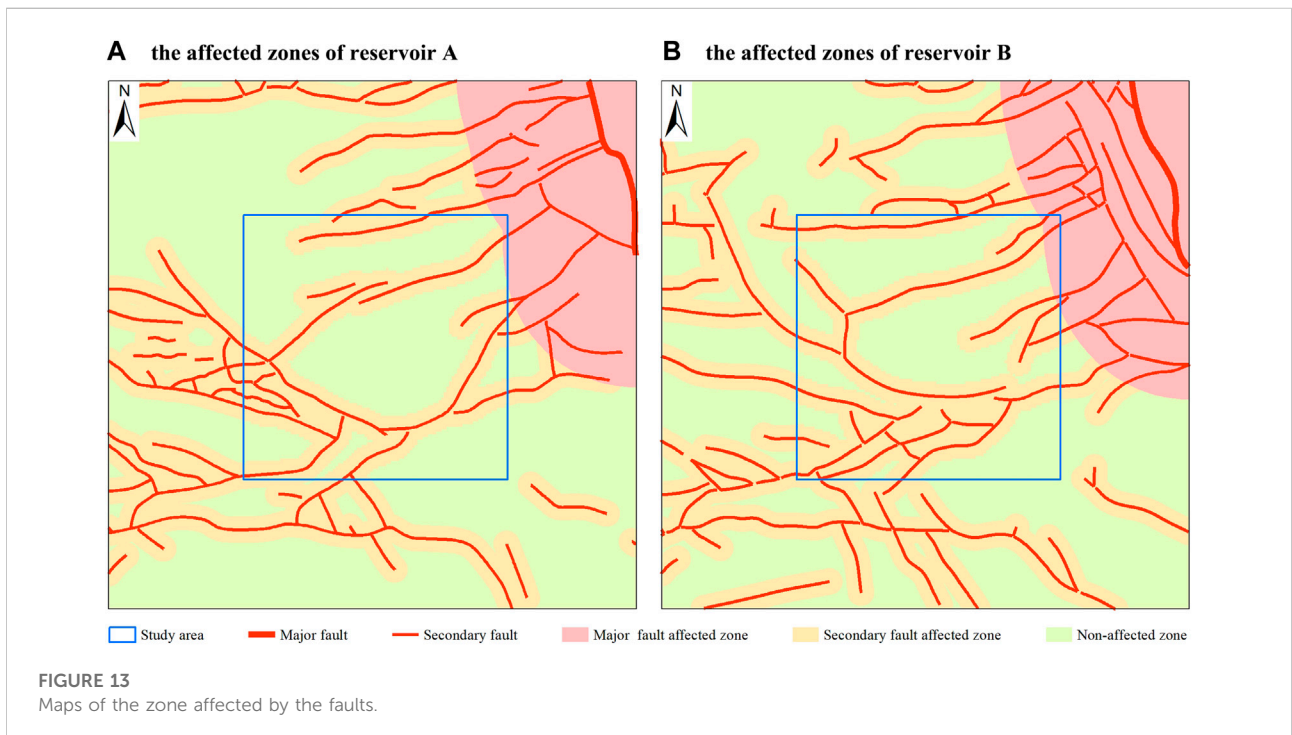 A the affected zones of reservoir A
B the affected zones of reservoir B
N
N
Study area
Major fault
Secondary fault
Major fault affected zone
Secondary fault affected zone
Non-affected zone
FIGURE 13
Maps of the zone affected by the faults.